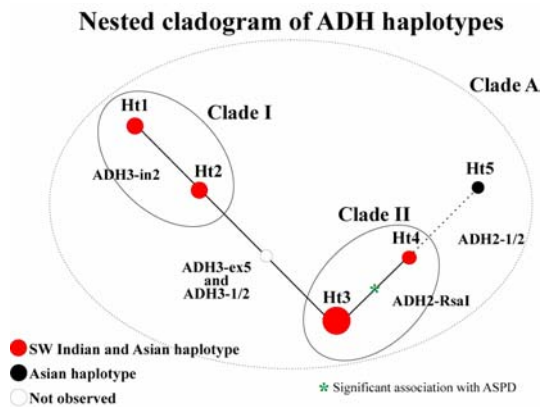 Nested cladogram of ADH haplotypes
Clade A
Ht1
Clade I
ADH3-in2
Ht2
Ht5
Clade II
Ht4
ADH2-1/2
ADH3-ex5
and
ADH3-1/2
Ht3
ADH2-RsaI
SW Indian and Asian haplotype
Asian haplotype
* Significant association with ASPD
Not observed